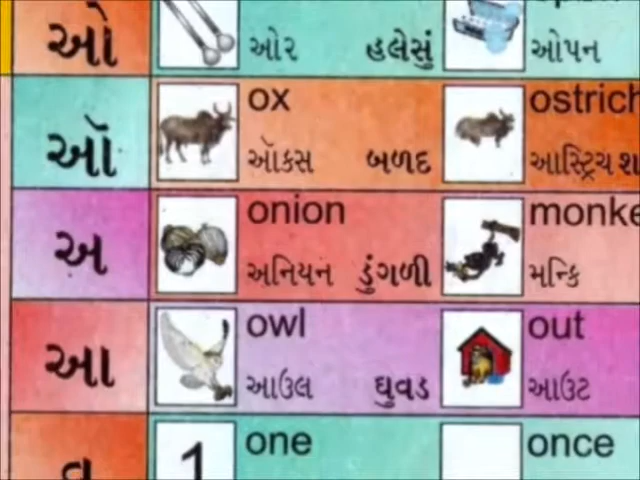 ઓ ઓર હલેસું ઓપન
ox ostrich
ઑ ઑકસ બળદ આસ્ટ્રિચ
onion
અ અનિયન ડુંગળી મન્કિ
owl out
આ આઉલ ઘુવડ આઉટ
one once
1